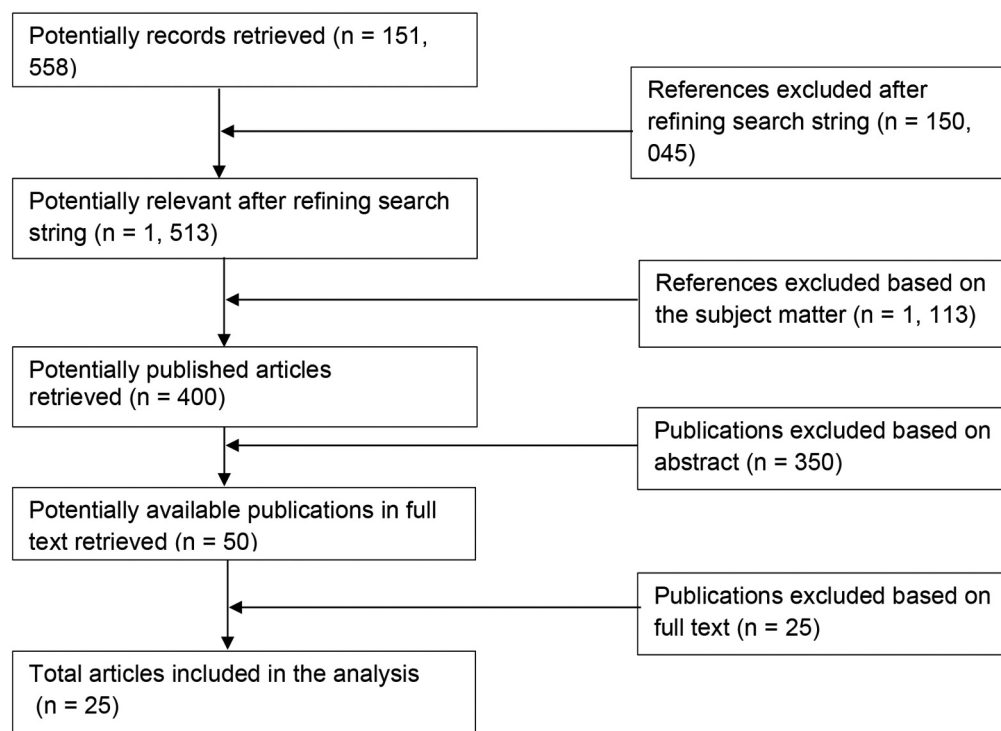 Potentially records retrieved (n = 151,
558)
References excluded after
refining search string (n = 150,
045)
Potentially relevant after refining search
string (n = 1, 513)
References excluded based on
the subject matter (n = 1, 113)
Potentially published articles
retrieved (n = 400)
Publications excluded based on
abstract (n = 350)
Potentially available publications in full
text retrieved (n = 50)
Publications excluded based on
full text (n = 25)
Total articles included in the analysis
(n = 25)